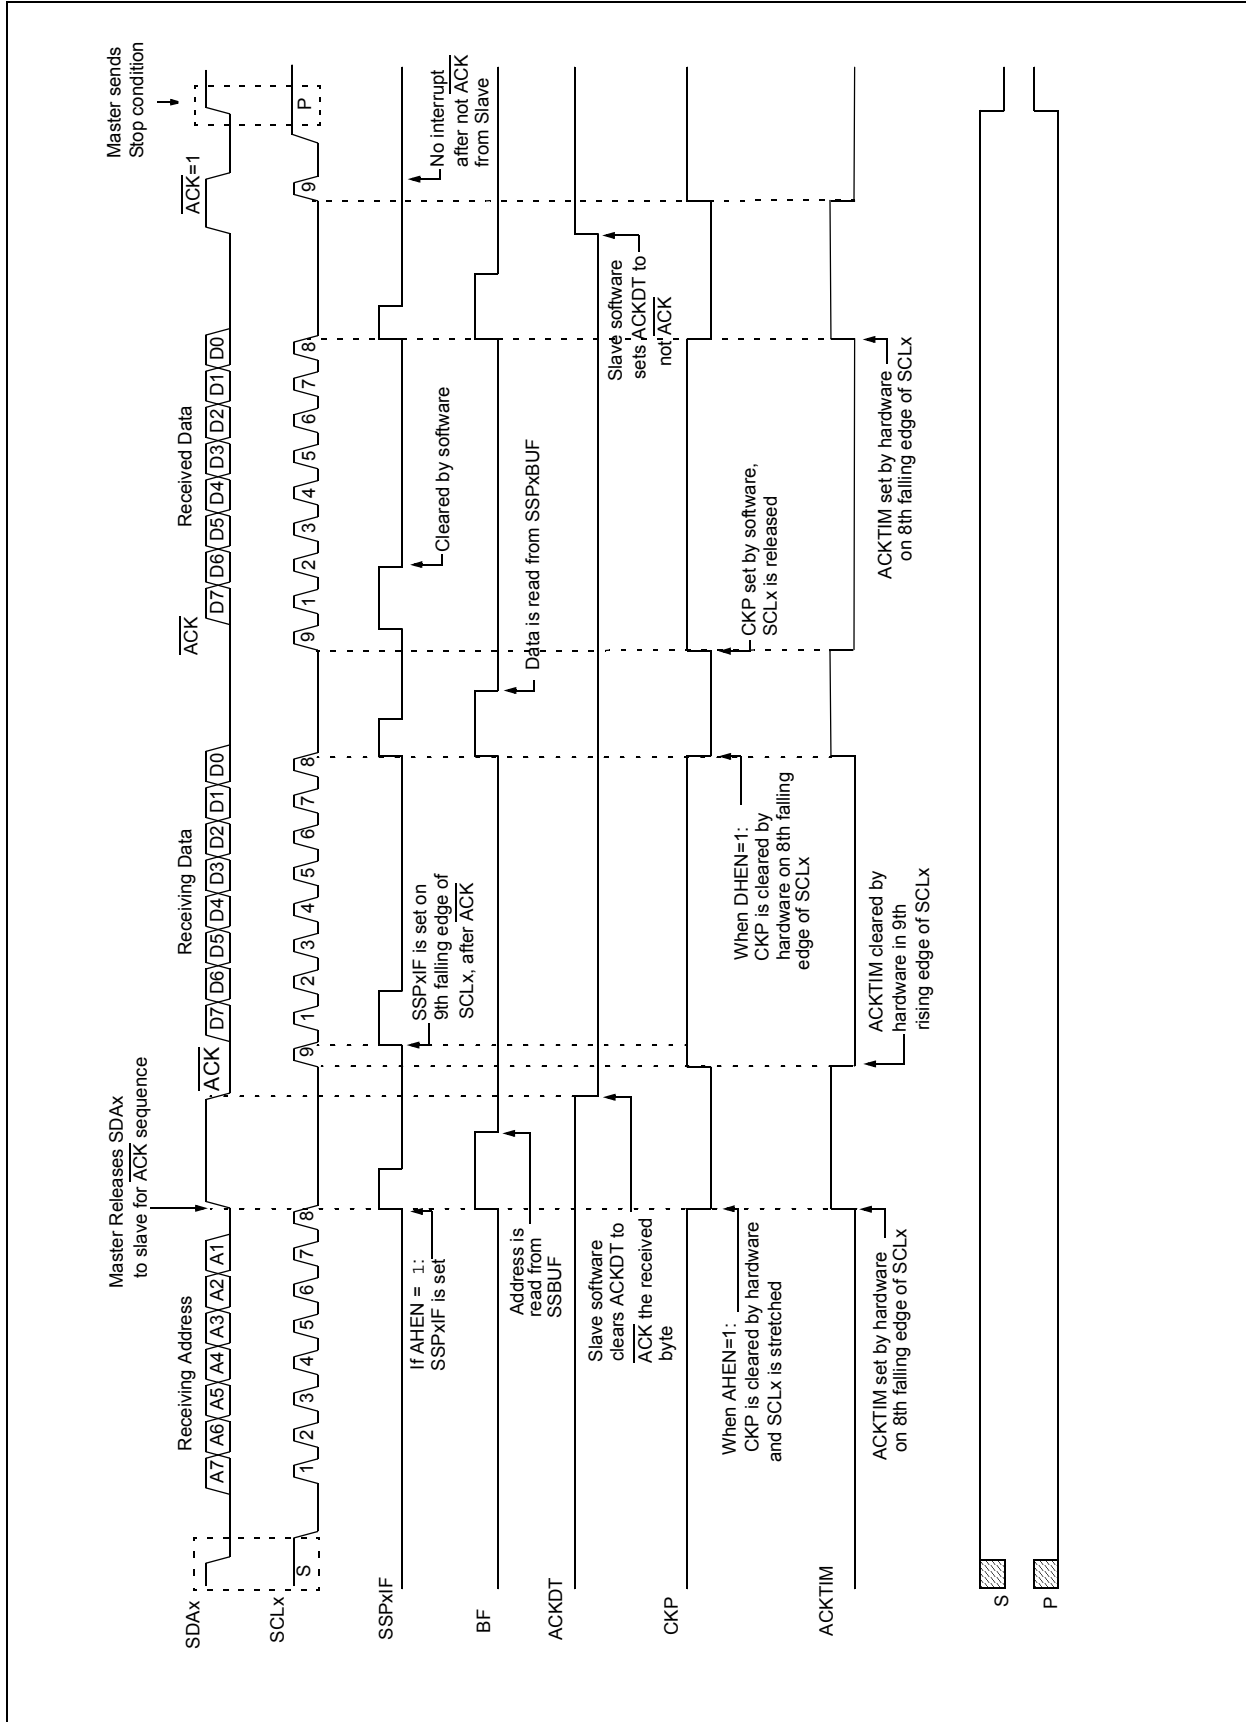 Master Releases SDAx
to slave for ACK sequence
Master sends
Stop condition
Receiving Address
Receiving Data
Received Data
ACK
ACK
ACK=1
SDAx
A7 A6 A5 A4 A3 A2 A1
D7 D6 D5 D4 D3 D2 D1 D0
D7 D6 D5 D4 D3 D2 D1 D0
SCLx
S 1 2 3 4 5 6 7 8 9 1 2 3 4 5 6 7 8 9 1 2 3 4 5 6 7 8 9 P
SSPxIF
If AHEN = 1:
SSPxIF is set
SSPxIF is set on
9th falling edge of
SCLx, after ACK
Cleared by software
No interrupt
after not ACK
from Slave
BF
Address is
read from
SSBUF
Data is read from SSPxBUF
ACKDT
Slave software
clears ACKDT to
ACK the received
byte
Slave software
sets ACKDT to
not ACK
CKP
When AHEN=1:
CKP is cleared by hardware
and SCLx is stretched
When DHEN=1:
CKP is cleared by
hardware on 8th falling
edge of SCLx
CKP set by software,
SCLx is released
ACKTIM
ACKTIM set by hardware
on 8th falling edge of SCLx
ACKTIM cleared by
hardware in 9th
rising edge of SCLx
ACKTIM set by hardware
on 8th falling edge of SCLx
S
P